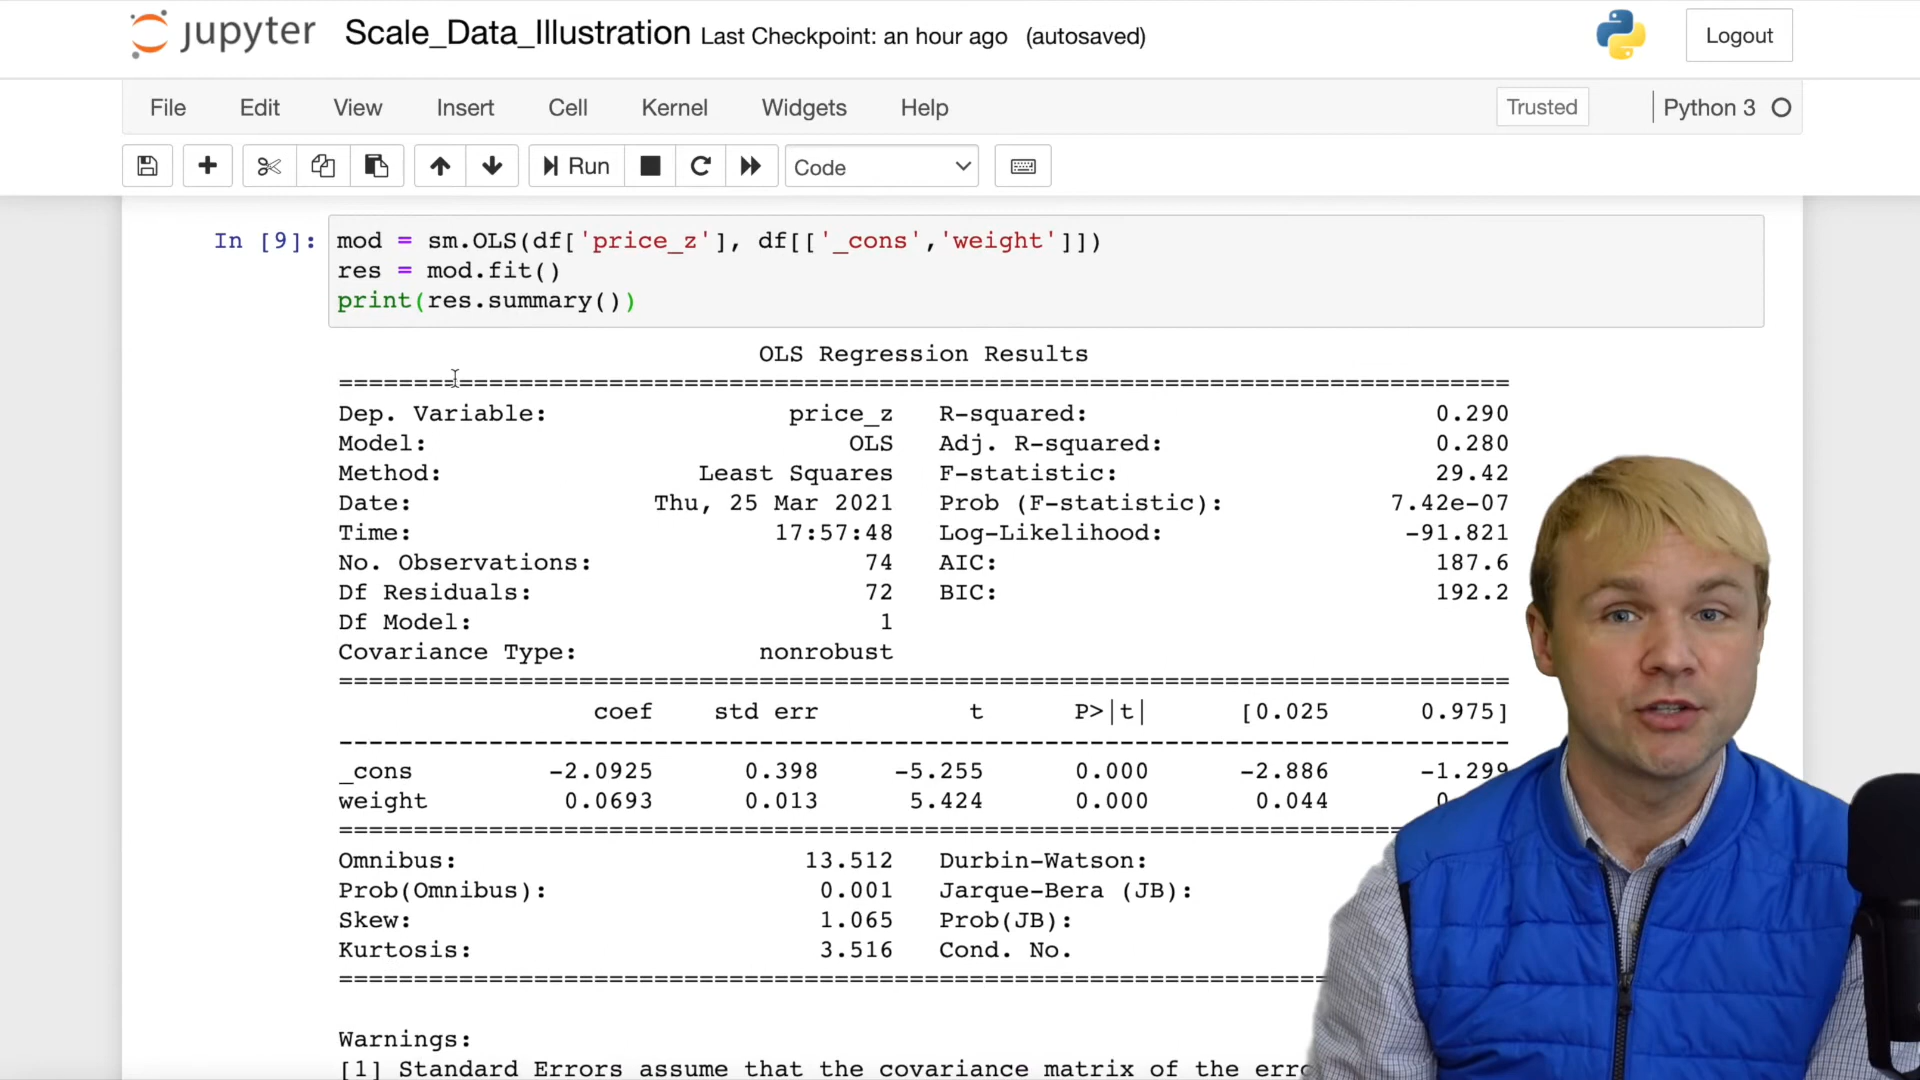 jupyter Scale_Data_Illustration Last Checkpoint: an hour ago (autosaved) Logout
File Edit View Insert Cell Kernel Widgets Help Trusted Python 3
Run Code
In [9]: mod = sm.OLS(df['price_z'], df[['_cons','weight']])
res = mod.fit()
print(res.summary())
OLS Regression Results
==============================================================================
Dep. Variable: price_z R-squared: 0.290
Model: OLS Adj. R-squared: 0.280
Method: Least Squares F-statistic: 29.42
Date: Thu, 25 Mar 2021 Prob (F-statistic): 7.42e-07
Time: 17:57:48 Log-Likelihood: -91.821
No. Observations: 74 AIC: 187.6
Df Residuals: 72 BIC: 192.2
Df Model: 1
Covariance Type: nonrobust
==============================================================================
coef std err t P>|t| [0.025 0.975]
------------------------------------------------------------------------------
_cons -2.0925 0.398 -5.255 0.000 -2.886 -1.299
weight 0.0693 0.013 5.424 0.000 0.044
==============================================================================
Omnibus: 13.512 Durbin-Watson:
Prob(Omnibus): 0.001 Jarque-Bera (JB):
Skew: 1.065 Prob(JB):
Kurtosis: 3.516 Cond. No.
==============================================================================
Warnings:
[1] Standard Errors assume that the covariance matrix of the